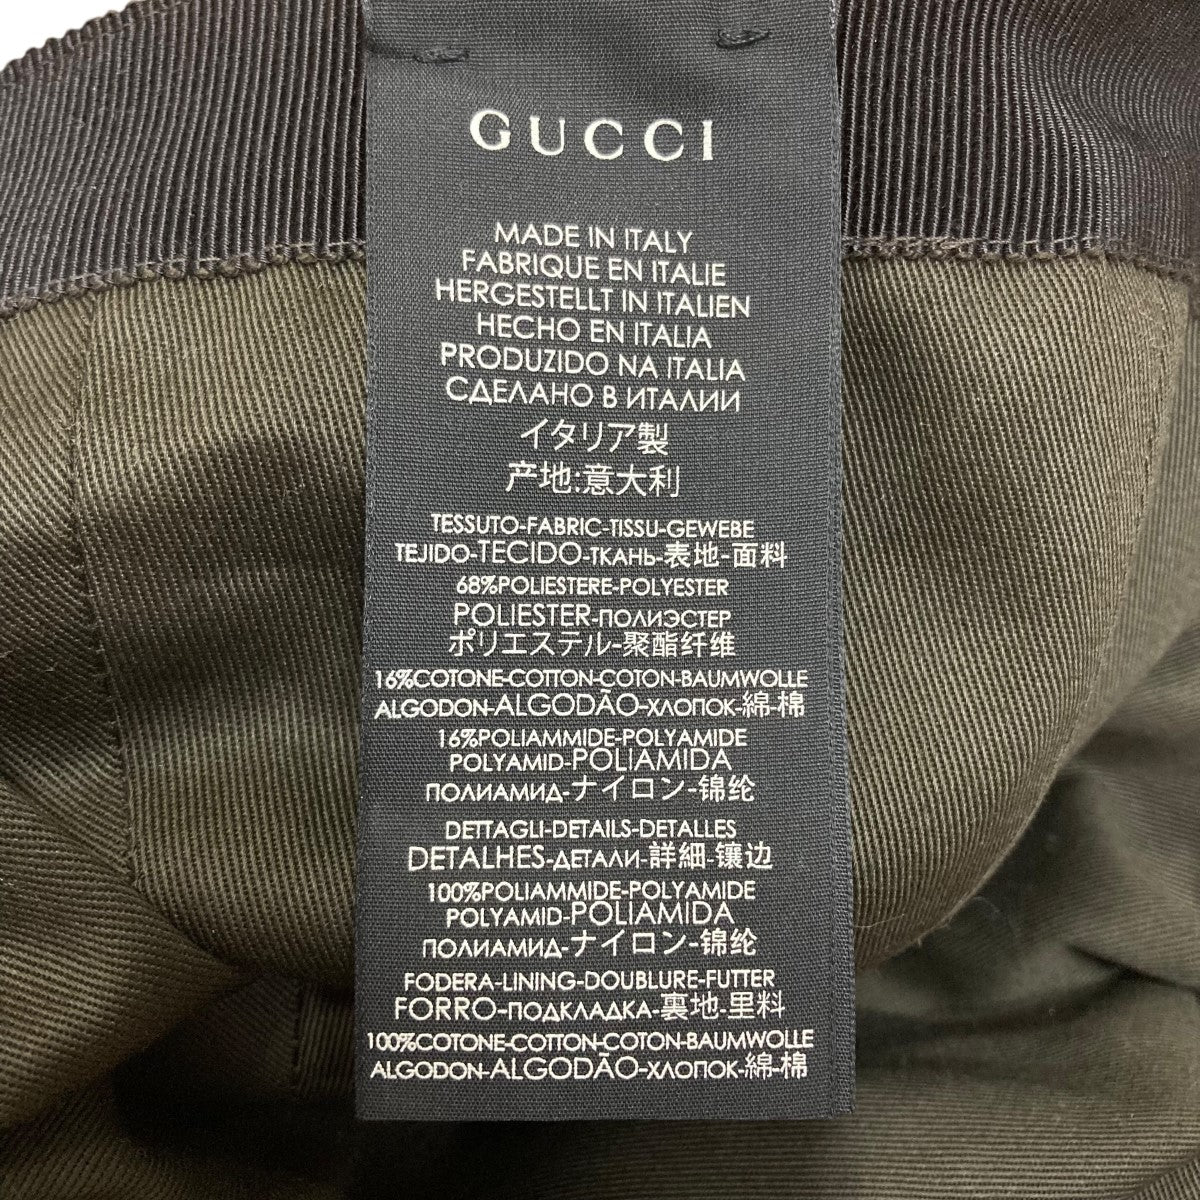 GUCCI
MADE IN ITALY
FABRIQUE EN ITALIE
HERGESTELLT IN ITALIEN
HECHO EN ITALIA
PRODUZIDO NA ITALIA
СДЕЛАНО В ИТАЛИИ
イタリア製
产地:意大利
TESSUTO-FABRIC-TISSU-GEWEBE
TEJIDO-TECIDO-ТКАНЬ-表地-面料
68%POLIESTERE-POLYESTER
POLIESTER-ПОЛИЭСТЕР
ポリエステル-聚酯纤维
16%COTONE-COTTON-COTON-BAUMWOLLE
ALGODON-ALGODÃO-ХЛОПОК-綿-棉
16%POLIAMMIDE-POLYAMIDE
POLYAMID-POLIAMIDA
ПОЛИАМИД-ナイロン-锦纶
DETTAGLI-DETAILS-DETALLES
DETALHES-ДЕТАЛИ-詳細-镶边
100%POLIAMMIDE-POLYAMIDE
POLYAMID-POLIAMIDA
ПОЛИАМИД-ナイロン-锦纶
FODERA-LINING-DOUBLURE-FUTTER
FORRO-ПОДКЛАДКА-裏地-里料
100%COTONE-COTTON-COTON-BAUMWOLLE
ALGODON-ALGODÃO-ХЛОПОК-綿-棉